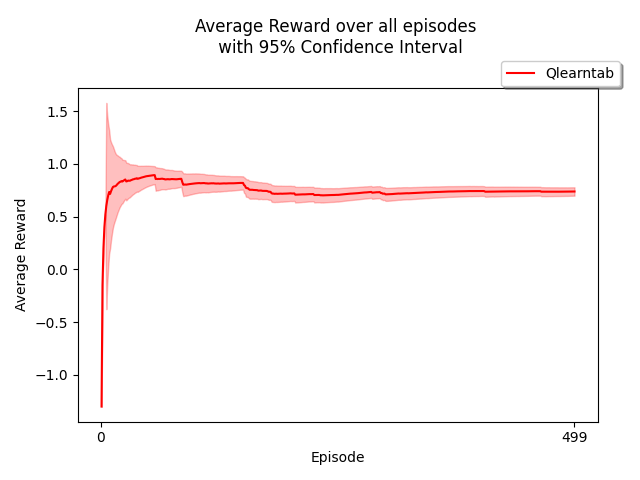 Average Reward over all episodes
with 95% Confidence Interval
Qlearntab
1.5
1.0
0.5
0.0
−0.5
−1.0
Average Reward
0
499
Episode